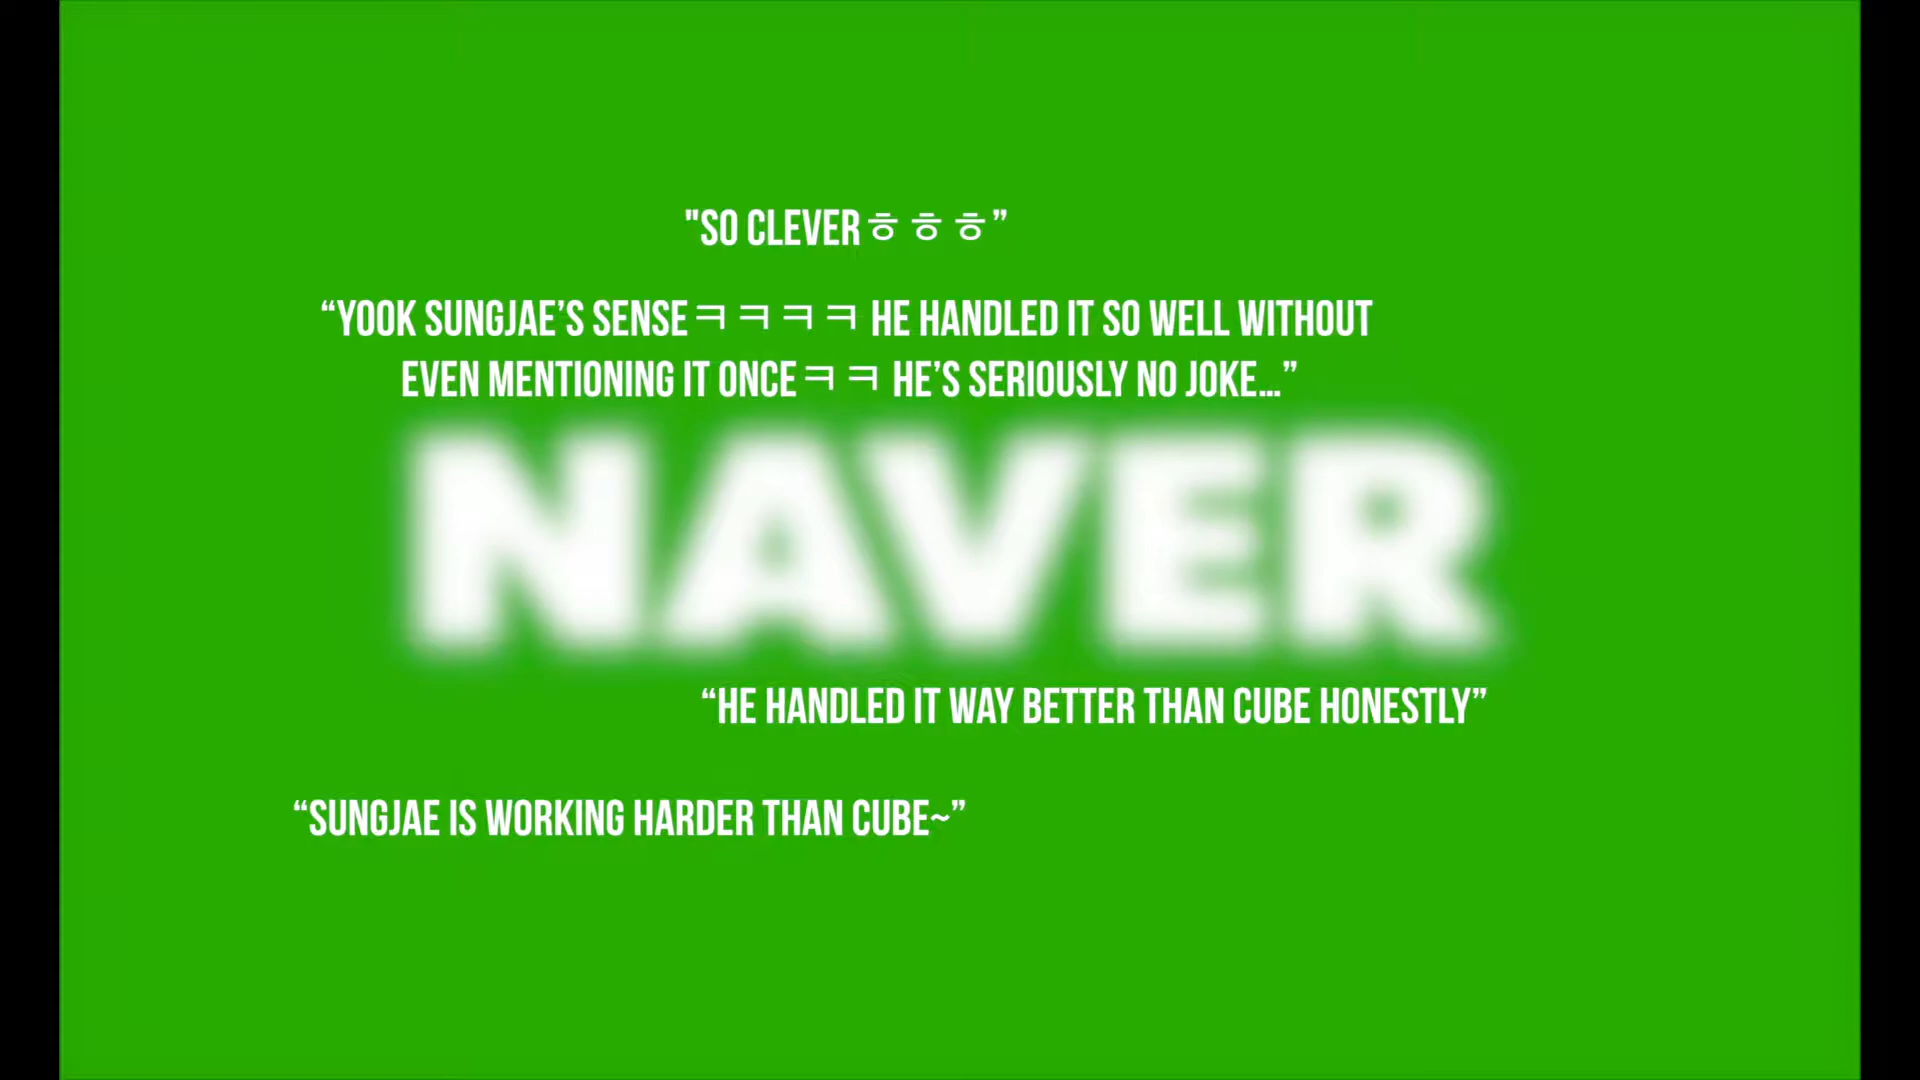 "SO CLEVERㅎㅎㅎ”
“YOOK SUNGJAE’S SENSEㅋㅋㅋㅋ HE HANDLED IT SO WELL WITHOUT
EVEN MENTIONING IT ONCEㅋㅋ HE’S SERIOUSLY NO JOKE...”
NAVER
“HE HANDLED IT WAY BETTER THAN CUBE HONESTLY”
“SUNGJAE IS WORKING HARDER THAN CUBE~”